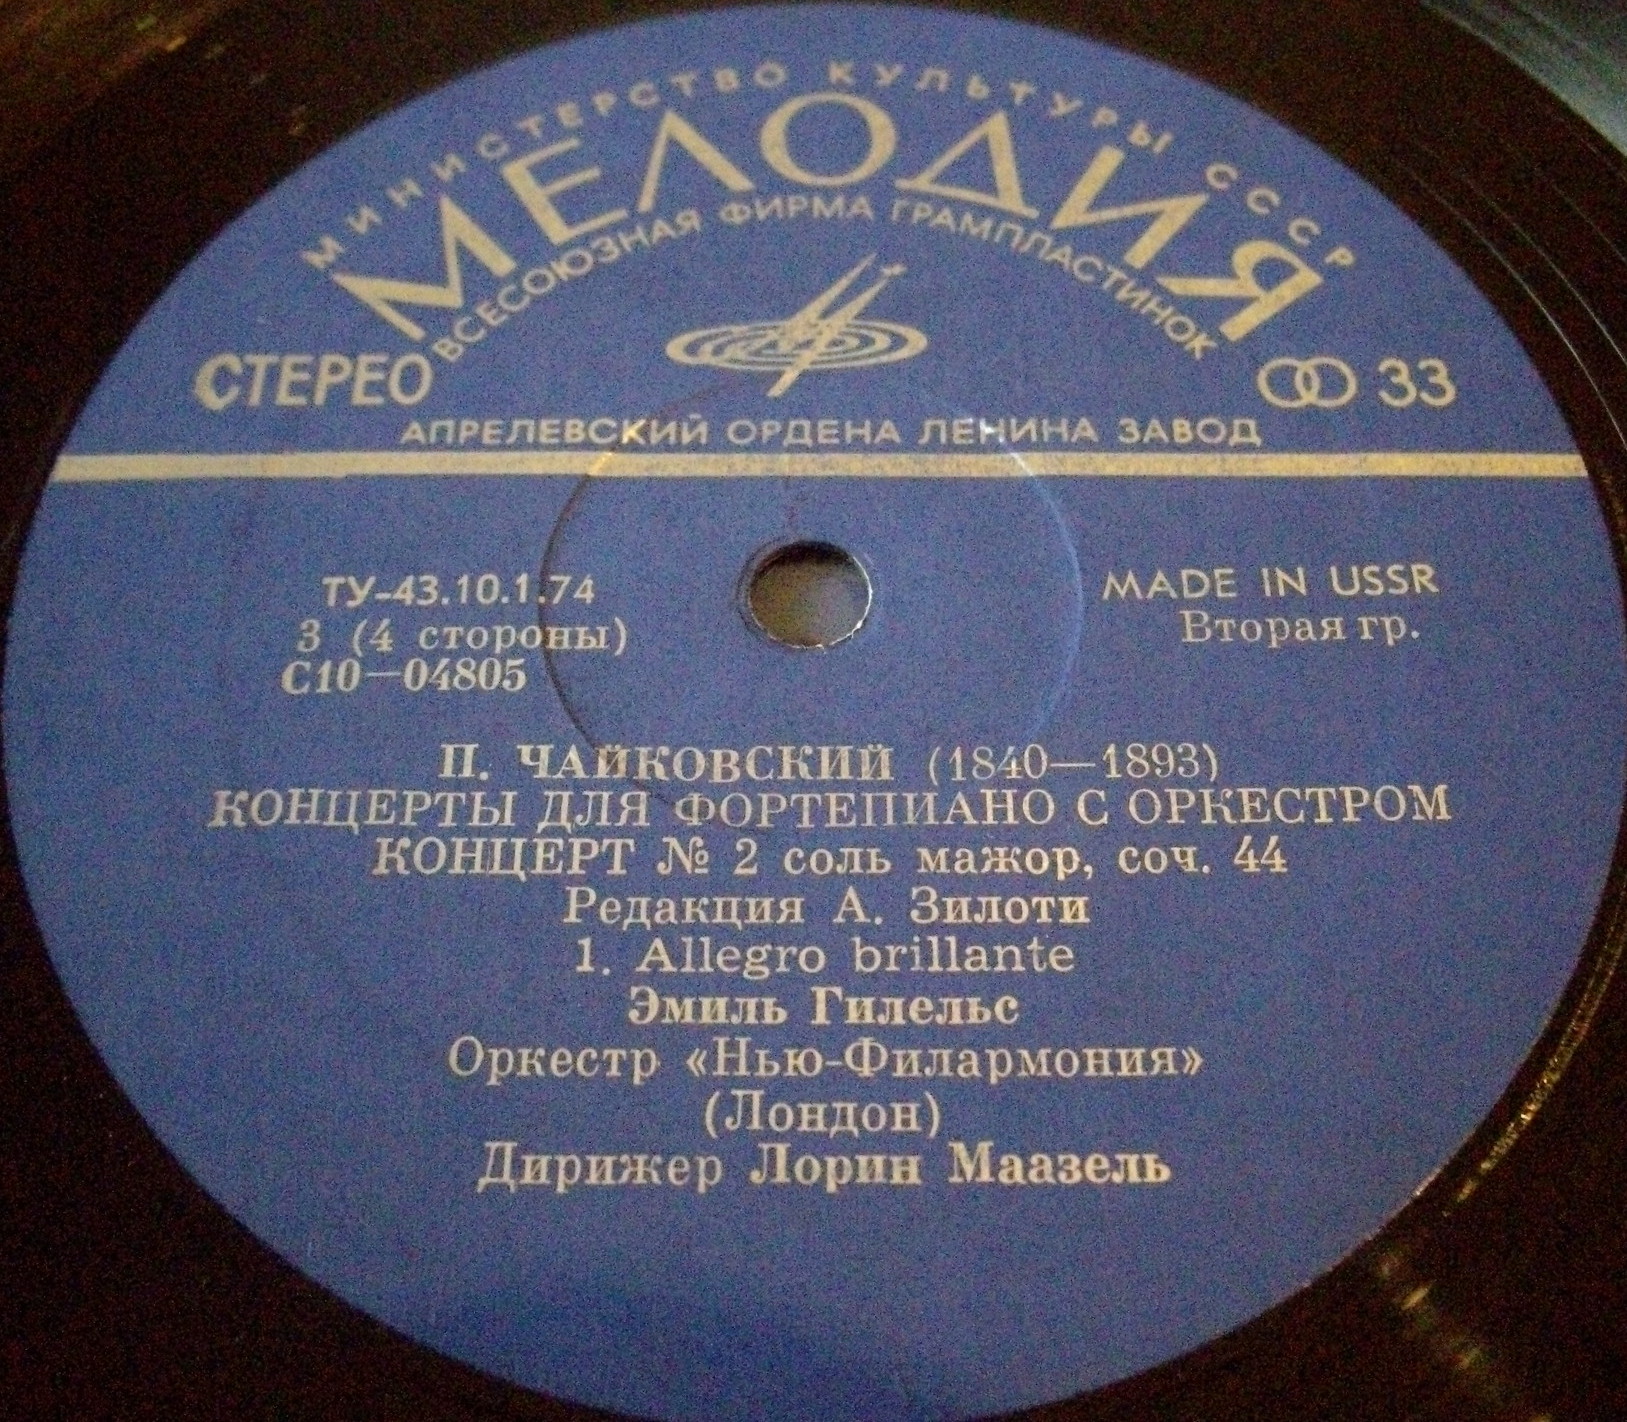 МИНИСТЕРСТВО КУЛЬТУРЫ СССР
МЕЛОДИЯ
ВСЕСОЮЗНАЯ ФИРМА ГРАМПЛАСТИНОК
СТЕРЕО
33
АПРЕЛЕВСКИЙ ОРДЕНА ЛЕНИНА ЗАВОД
ТУ-43.10.1.74
MADE IN USSR
3 (4 стороны)
Вторая гр.
С10—04805
П. ЧАЙКОВСКИЙ (1840—1893)
КОНЦЕРТЫ ДЛЯ ФОРТЕПИАНО С ОРКЕСТРОМ
КОНЦЕРТ № 2 соль мажор, соч. 44
Редакция А. Зилоти
1. Allegro brillante
Эмиль Гилельс
Оркестр «Нью-Филармония»
(Лондон)
Дирижер Лорин Маазель